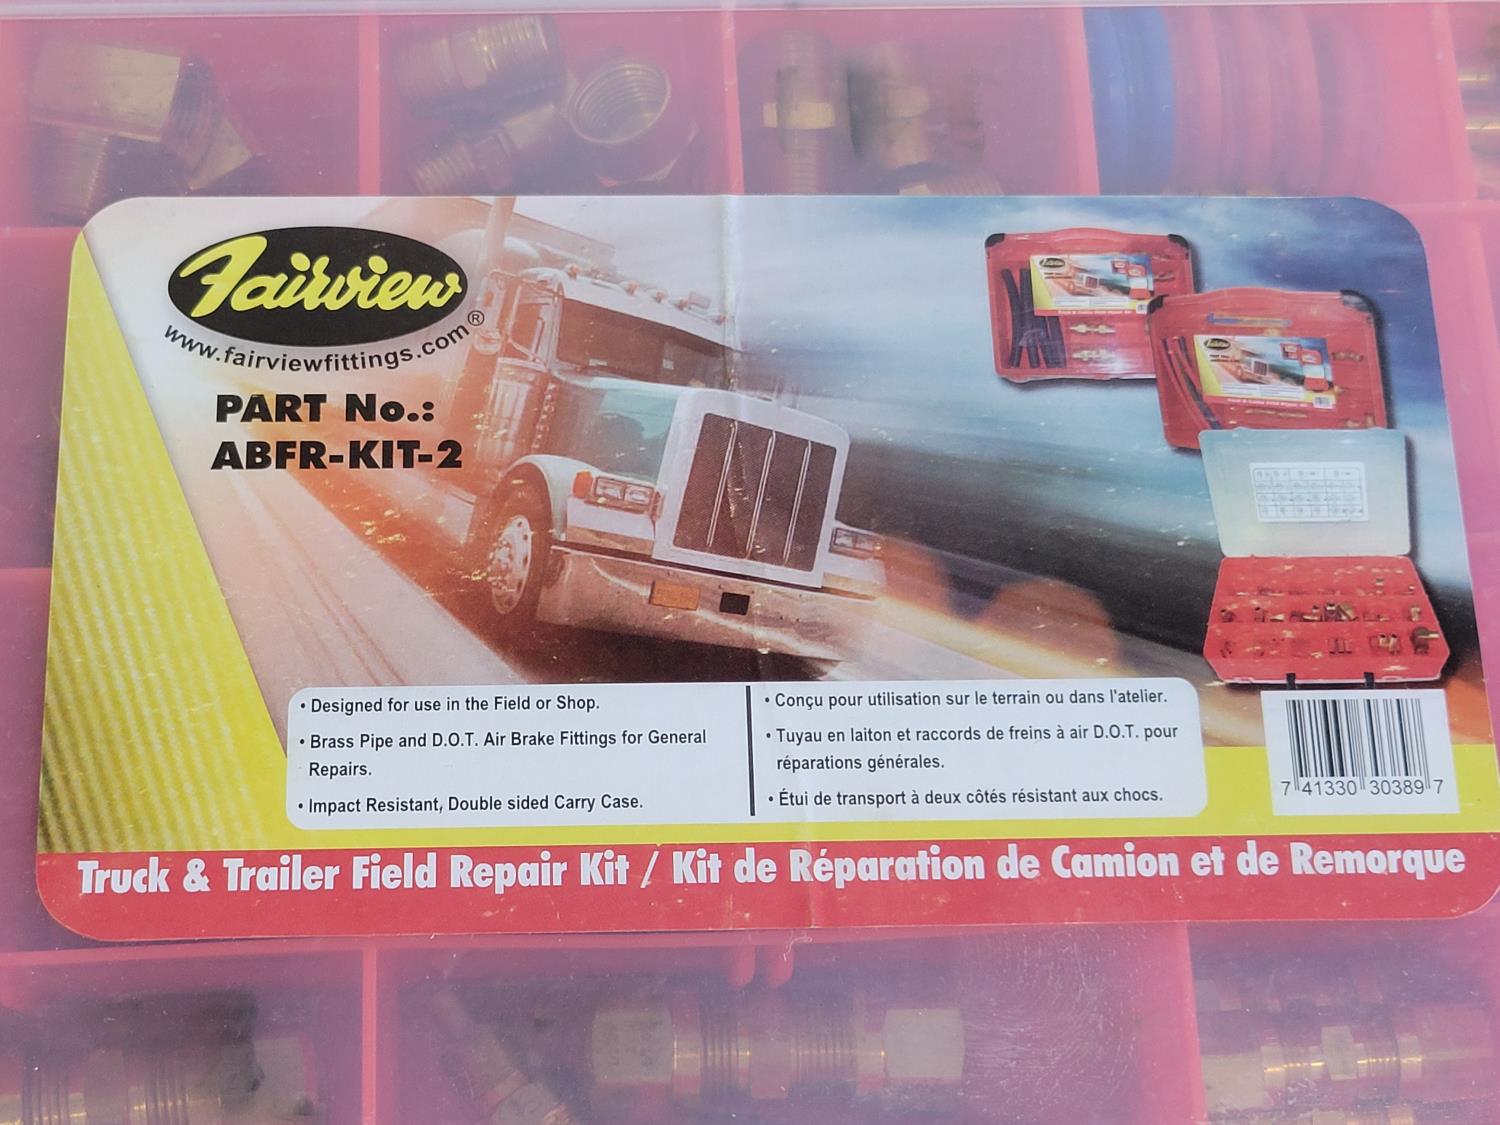 Fairview®
www.fairviewfittings.com
PART No.:
ABFR-KIT-2
• Designed for use in the Field or Shop.
• Brass Pipe and D.O.T. Air Brake Fittings for General
Repairs.
• Impact Resistant, Double sided Carry Case.
• Conçu pour utilisation sur le terrain ou dans l'atelier.
• Tuyau en laiton et raccords de freins à air D.O.T. pour
réparations générales.
• Étui de transport à deux côtés résistant aux chocs.
7 41330 30389 7
Truck & Trailer Field Repair Kit / Kit de Réparation de Camion et de Remorque